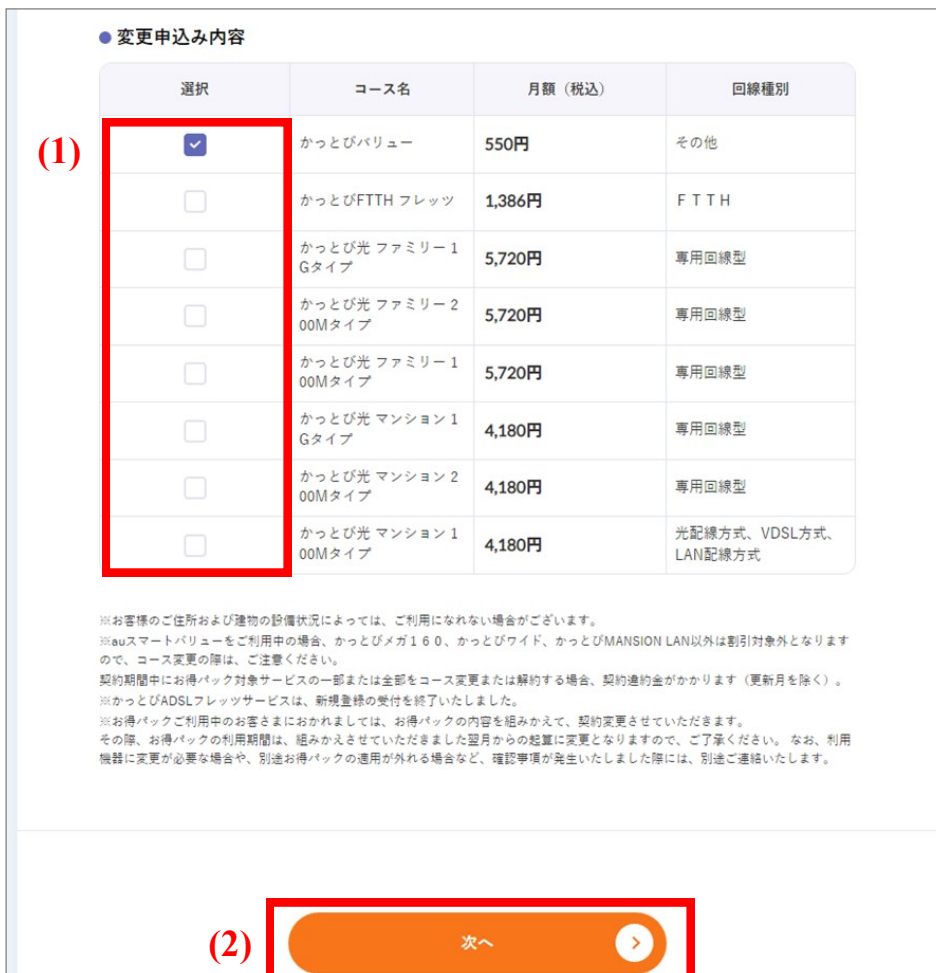 変更申込み内容
選択 コース名 月額（税込） 回線種別
(1)
かっとびバリュー 550円 その他
かっとびFTTH フレッツ 1,386円 ＦＴＴＨ
かっとび光 ファミリー 1
Gタイプ 5,720円 専用回線型
かっとび光 ファミリー 2
00Mタイプ 5,720円 専用回線型
かっとび光 ファミリー 1
00Mタイプ 5,720円 専用回線型
かっとび光 マンション 1
Gタイプ 4,180円 専用回線型
かっとび光 マンション 2
00Mタイプ 4,180円 専用回線型
かっとび光 マンション 1
00Mタイプ 4,180円 光配線方式、VDSL方式、
LAN配線方式
※お客様のご住所および建物の設備状況によっては、ご利用になれない場合がございます。
※auスマートバリューをご利用中の場合、かっとびメガ１６０、かっとびワイド、かっとびMANSION LAN以外は割引対象外となります
ので、コース変更の際は、ご注意ください。
契約期間中にお得パック対象サービスの一部または全部をコース変更または解約する場合、契約違約金がかかります（更新月を除く）。
※かっとびADSLフレッツサービスは、新規登録の受付を終了いたしました。
※お得パックご利用中のお客さまにおかれましては、お得パックの内容を組みかえて、契約変更させていただきます。
その際、お得パックの利用期間は、組みかえさせていただきました翌月からの起算に変更となりますので、ご了承ください。 なお、利用
機器に変更が必要な場合や、別途お得パックの適用が外れる場合など、確認事項が発生いたしました際には、別途ご連絡いたします。
(2)
次へ